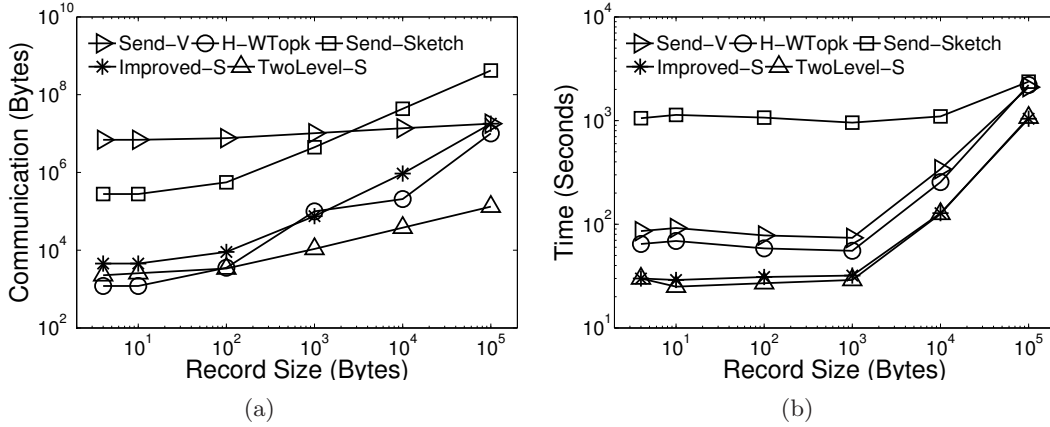 10^10
10^8
10^6
10^4
10^2
Communication (Bytes)
Send−V H−WTopk Send−Sketch
Improved−S TwoLevel−S
10^1 10^2 10^3 10^4 10^5
Record Size (Bytes)
(a)
10^4
10^3
10^2
10^1
Time (Seconds)
Send−V H−WTopk Send−Sketch
Improved−S TwoLevel−S
10^1 10^2 10^3 10^4 10^5
Record Size (Bytes)
(b)